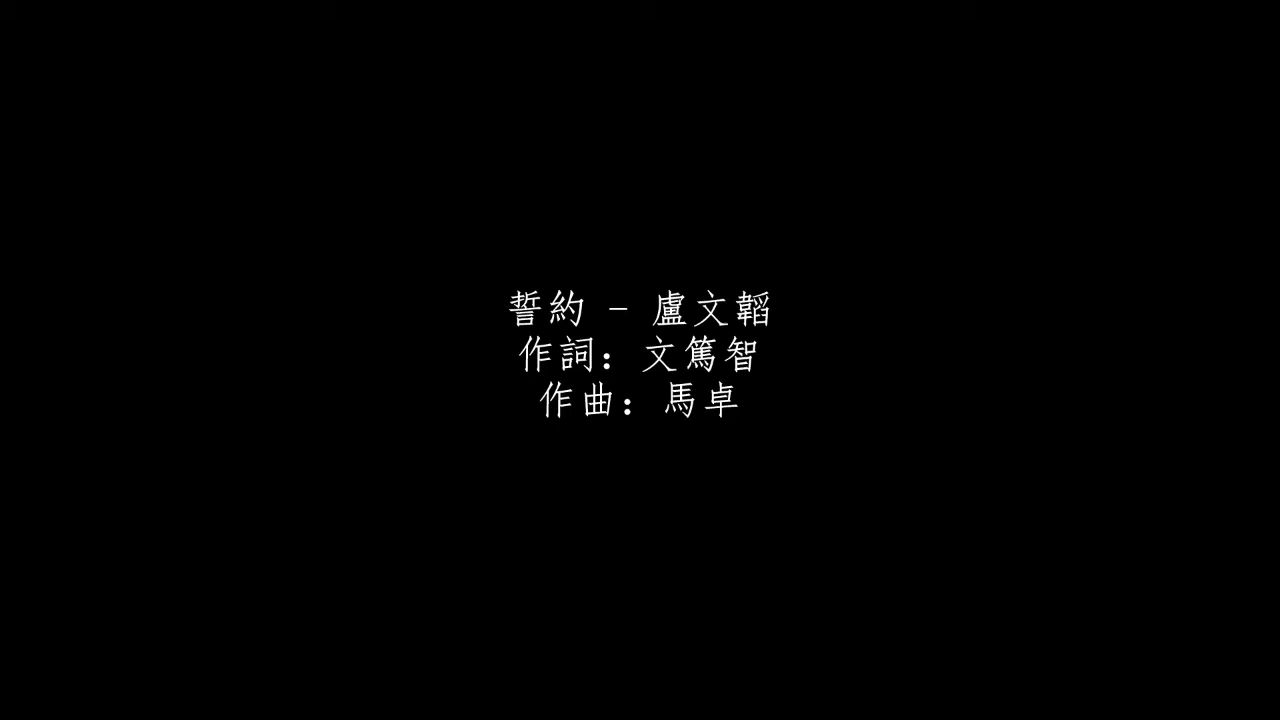 誓約 - 盧文韜
作詞：文篤智
作曲：馬卓